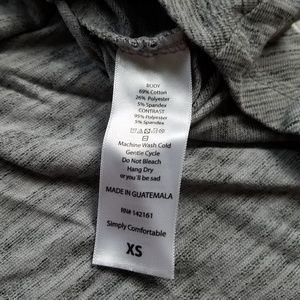 BODY
69% Cotton
26% Polyester
5% Spandex
CONTRAST
95% Polyester
5% Spandex
Machine Wash Cold
Gentle Cycle
Do Not Bleach
Hang Dry
or you'll be sad
MADE IN GUATEMALA
RN# 142161
Simply Comfortable
XS